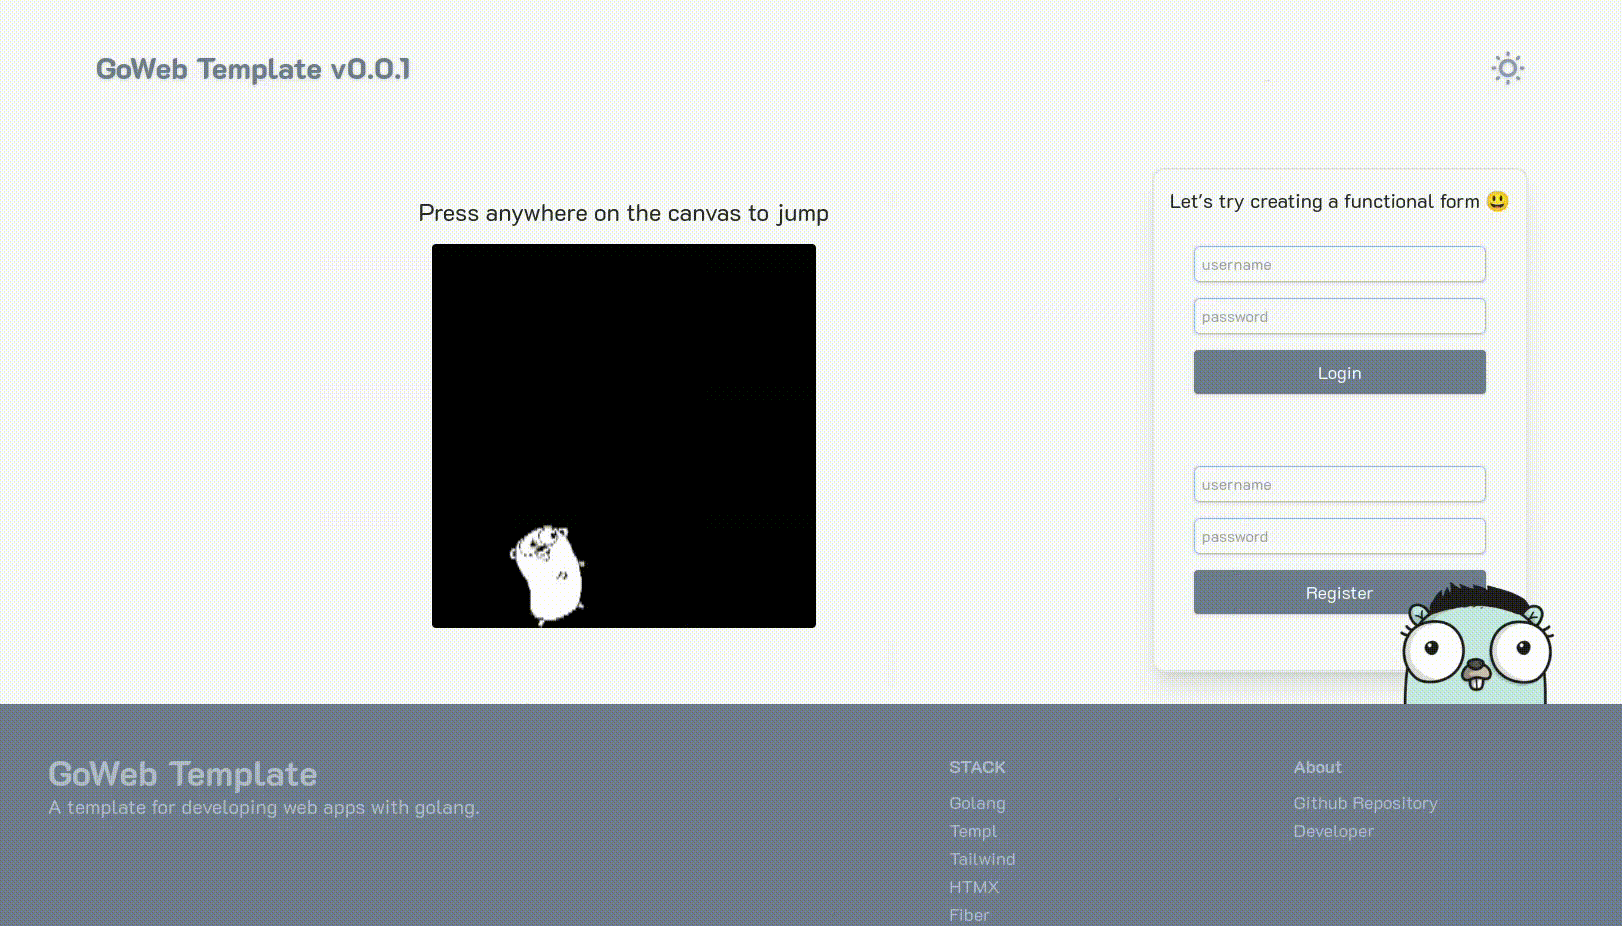 GoWeb Template v0.0.1
Press anywhere on the canvas to jump
Let's try creating a functional form 😃
username
password
Login
username
password
Register
GoWeb Template
A template for developing web apps with golang.
STACK
Golang
Templ
Tailwind
HTMX
Fiber
About
Github Repository
Developer